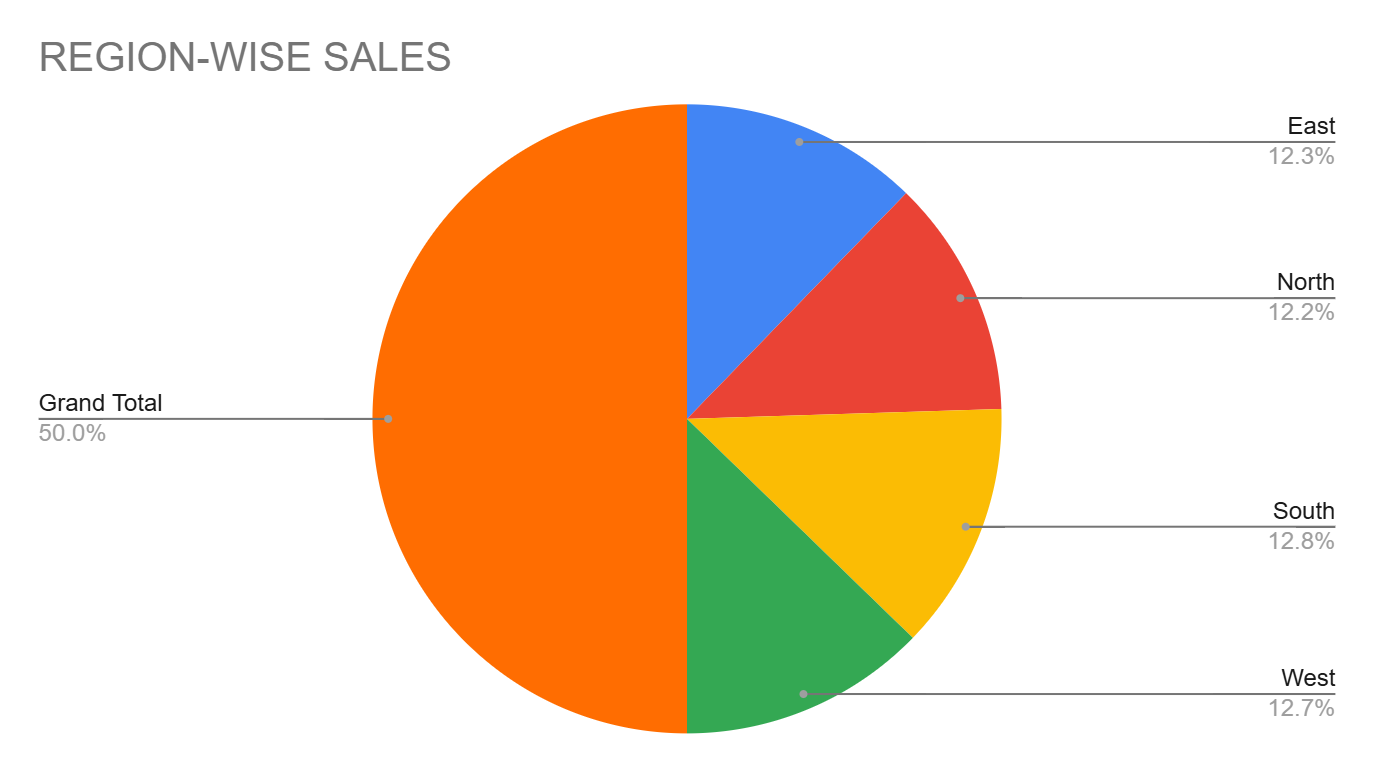 REGION-WISE SALES
East
12.3%
North
12.2%
Grand Total
50.0%
South
12.8%
West
12.7%